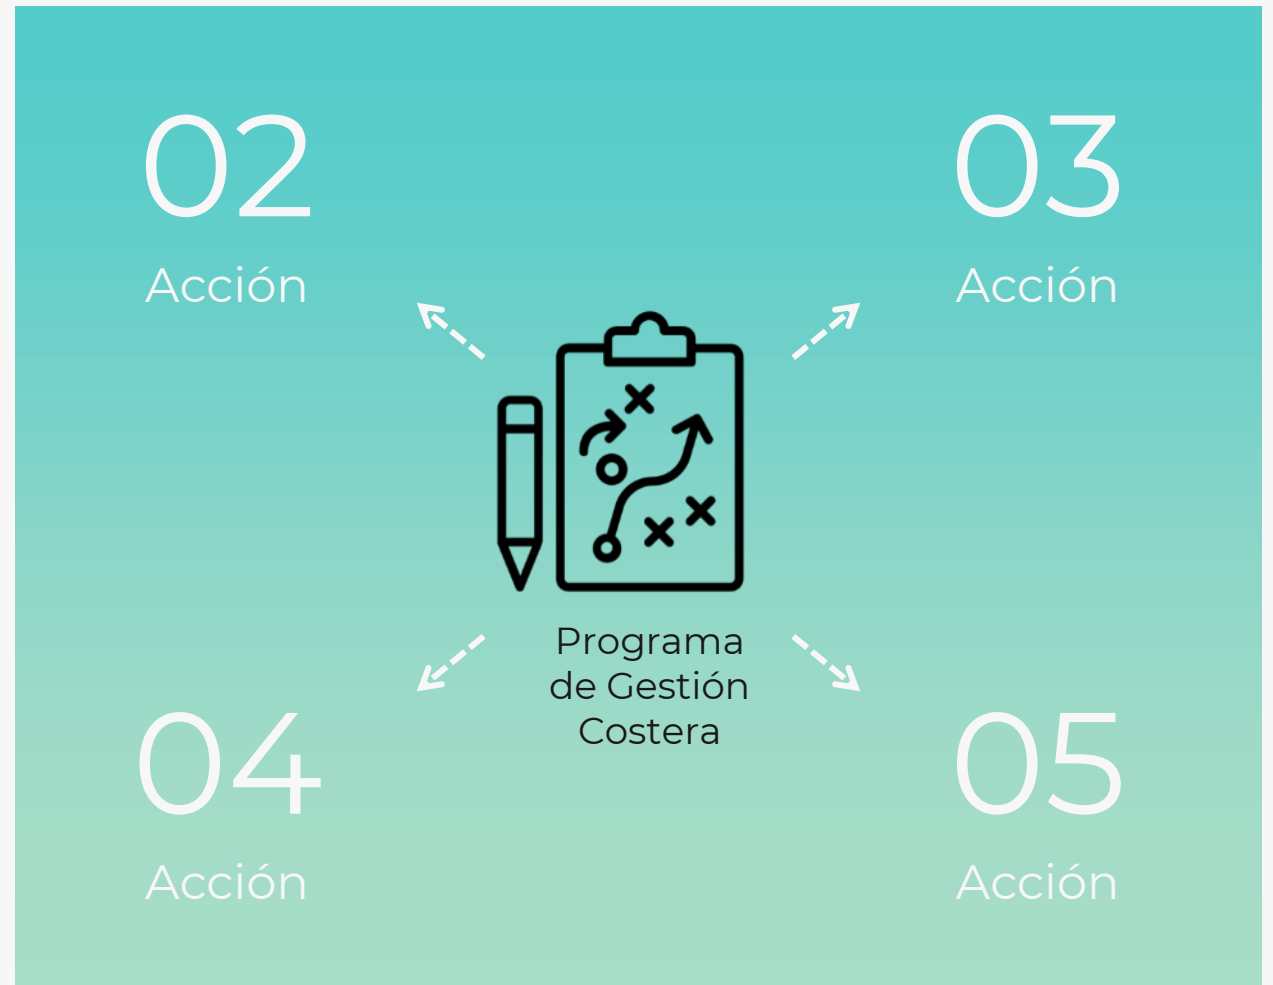 02
Acción
03
Acción
Programa
de Gestión
Costera
04
Acción
05
Acción